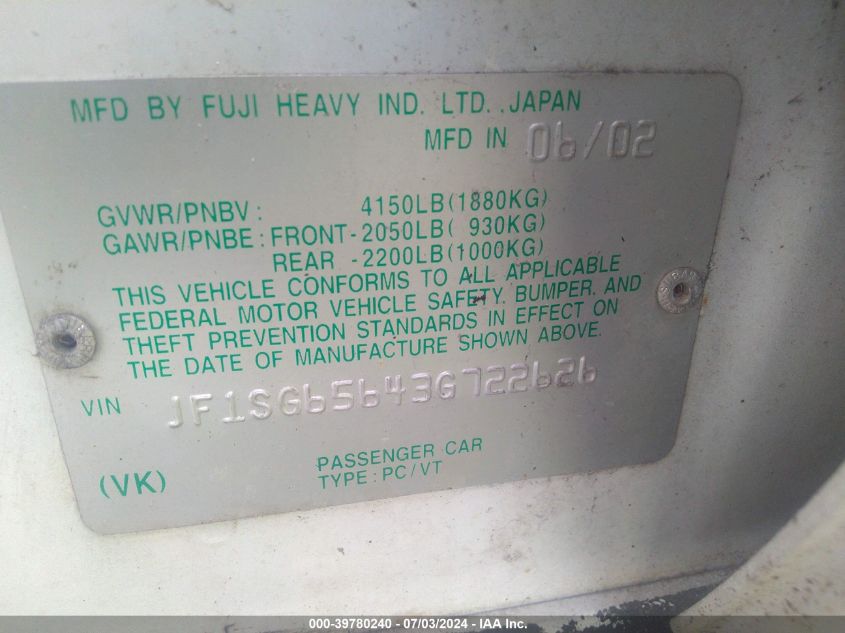 MFD BY FUJI HEAVY IND. LTD. JAPAN
MFD IN 06/02
GVWR/PNBV: 4150LB(1880KG)
GAWR/PNBE: FRONT-2050LB( 930KG)
REAR -2200LB(1000KG)
THIS VEHICLE CONFORMS TO ALL APPLICABLE
FEDERAL MOTOR VEHICLE SAFETY, BUMPER, AND
THEFT PREVENTION STANDARDS IN EFFECT ON
THE DATE OF MANUFACTURE SHOWN ABOVE.
VIN JF1SG65643G722626
PASSENGER CAR
(VK) TYPE:PC/VT
000-39780240 - 07/03/2024 - IAA Inc.